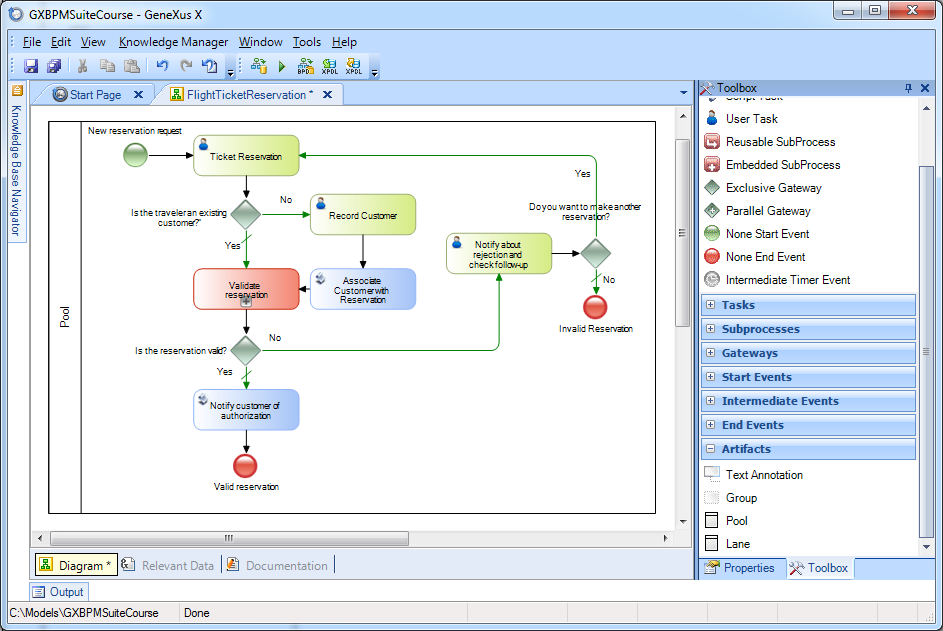 GXBPMSuiteCourse - GeneXus X
File Edit View Knowledge Manager Window Tools Help
BPD XPDL XPDL
Start Page
FlightTicketReservation *
Toolbox
Knowledge Base Navigator
Pool
New reservation request
Ticket Reservation
Is the traveler an existing
customer?"
No
Record Customer
Yes
Validate
reservation
Associate
Customer with
Reservation
Is the reservation valid?
No
Yes
Notify customer of
authorization
Valid reservation
Notify about
rejection and
check follow-up
Yes
Do you want to make another
reservation?
No
Invalid Reservation
Script Task
User Task
Reusable SubProcess
Embedded SubProcess
Exclusive Gateway
Parallel Gateway
None Start Event
None End Event
Intermediate Timer Event
Tasks
Subprocesses
Gateways
Start Events
Intermediate Events
End Events
Artifacts
Text Annotation
Group
Pool
Lane
Diagram *
Relevant Data
Documentation
Properties
Toolbox
Output
C:\Models\GXBPMSuiteCourse
Done